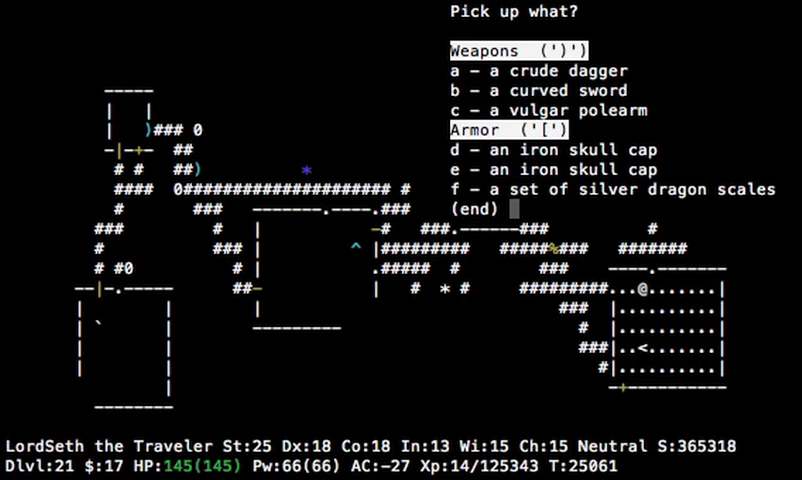 Pick up what?
Weapons (')')
a - a crude dagger
b - a curved sword
c - a vulgar polearm
Armor ('[')
d - an iron skull cap
e - an iron skull cap
f - a set of silver dragon scales
(end)
LordSeth the Traveler St:25 Dx:18 Co:18 In:13 Wi:15 Ch:15 Neutral S:365318
Dlvl:21 $:17 HP:145(145) Pw:66(66) AC:-27 Xp:14/125343 T:25061